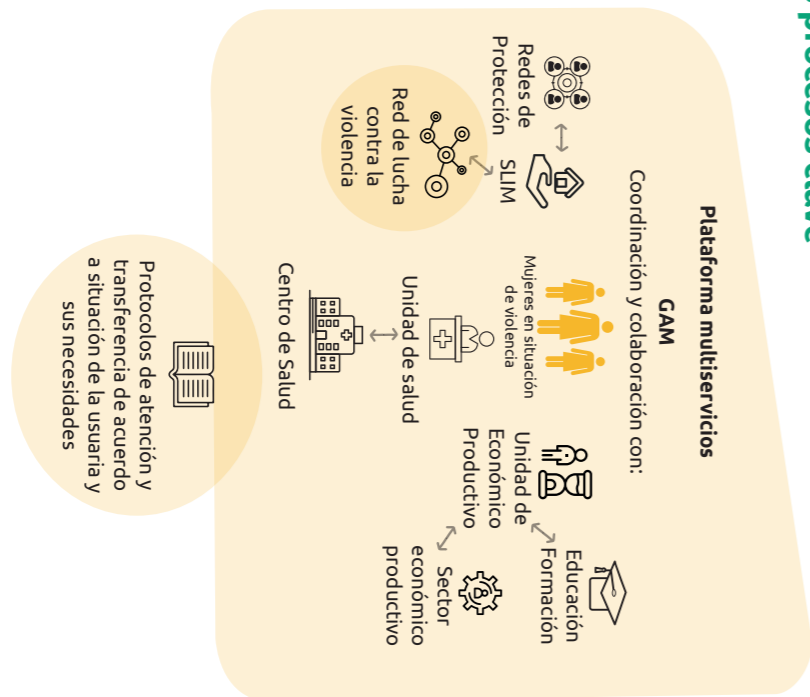 procesos clave
Plataforma multiservicios
GAM
Coordinación y colaboración con:
Redes de
Protección
SLIM
Red de lucha
contra la
violencia
Mujeres en situación
de violencia
Unidad de salud
Centro de Salud
Unidad de
Económico
Productivo
Educación
Formación
Sector
económico
productivo
Protocolos de atención y
transferencia de acuerdo
a situación de la usuaria y
sus necesidades